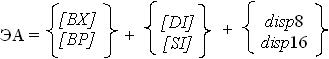 ЭА = { [BX] [BP] } + { [DI] [SI] } + { disp8 disp16 }